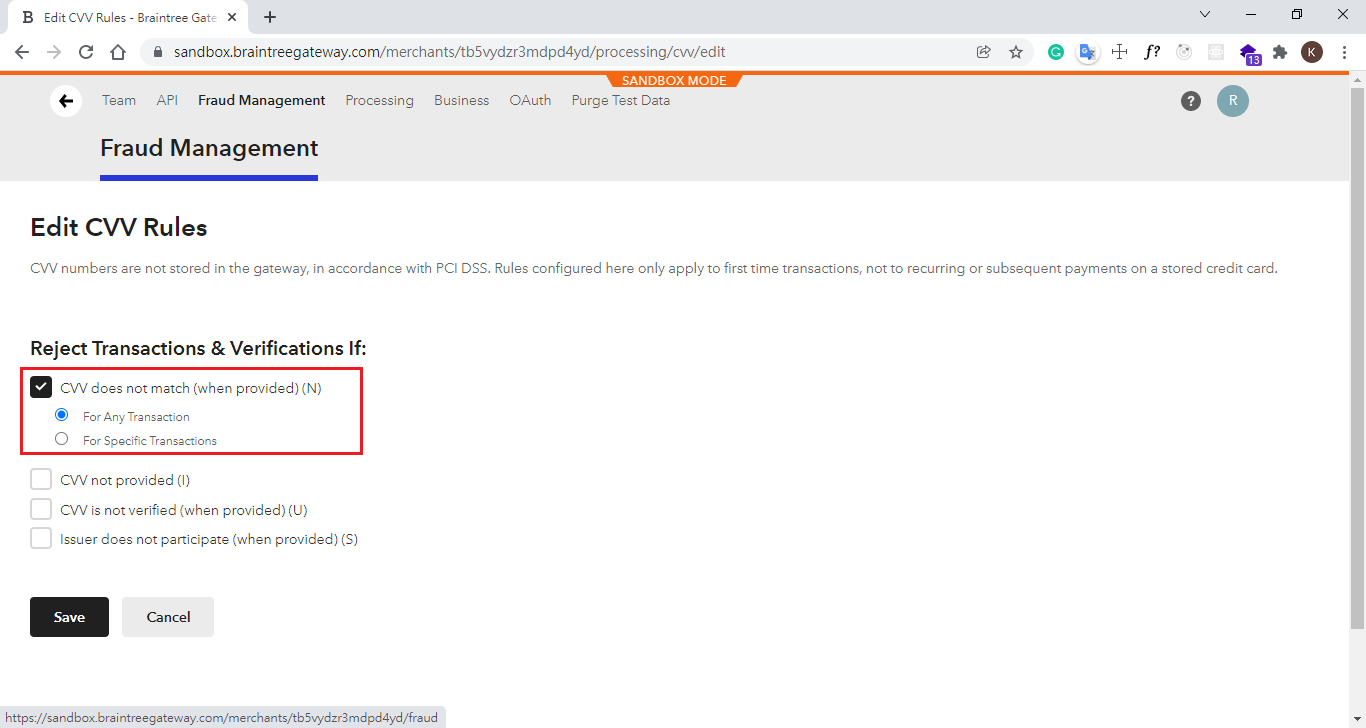 B Edit CVV Rules - Braintree Gate
sandbox.braintreegateway.com/merchants/tb5vydzr3mdpd4yd/processing/cvv/edit
f?
13
K
SANDBOX MODE
Team API Fraud Management Processing Business OAuth Purge Test Data ? R
Fraud Management
Edit CVV Rules
CVV numbers are not stored in the gateway, in accordance with PCI DSS. Rules configured here only apply to first time transactions, not to recurring or subsequent payments on a stored credit card.
Reject Transactions & Verifications If:
CVV does not match (when provided) (N)
For Any Transaction
For Specific Transactions
CVV not provided (I)
CVV is not verified (when provided) (U)
Issuer does not participate (when provided) (S)
Save Cancel
https://sandbox.braintreegateway.com/merchants/tb5vydzr3mdpd4yd/fraud